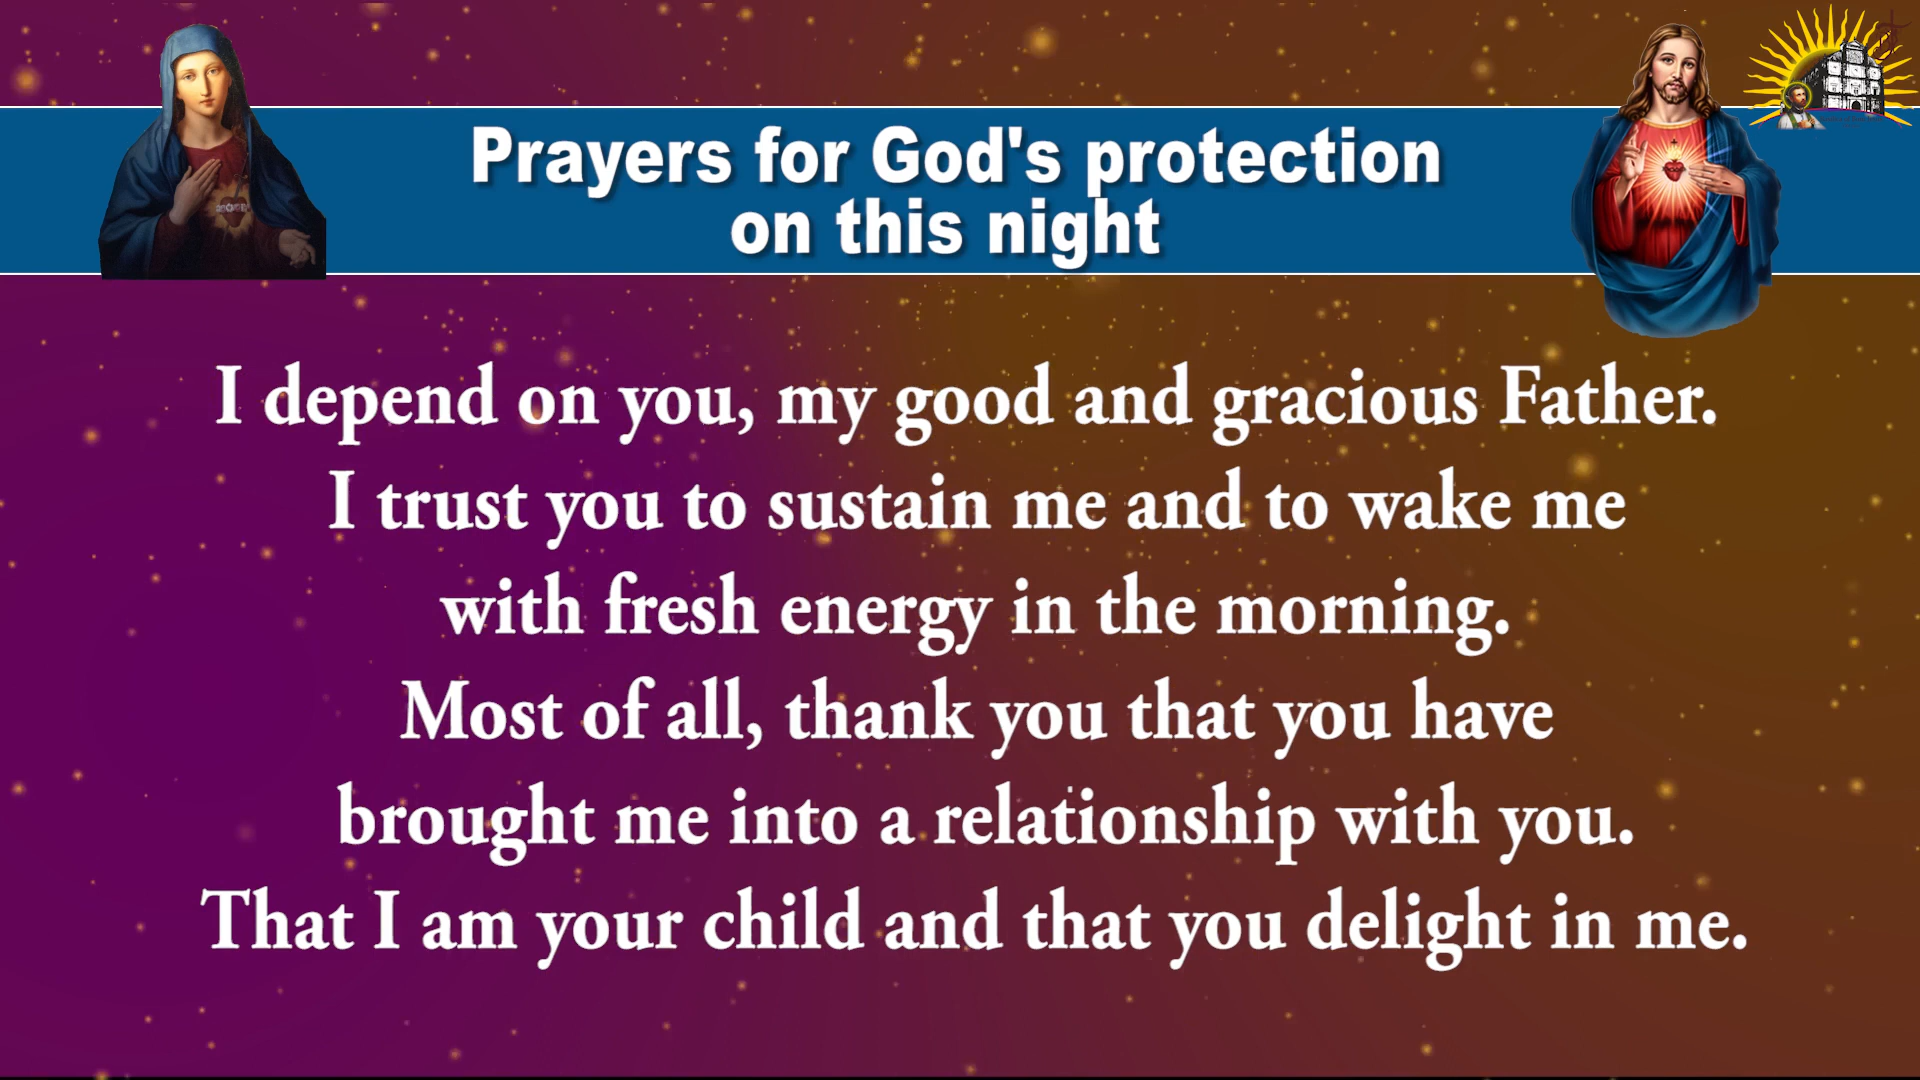 Prayers for God's protection
on this night
I depend on you, my good and gracious Father.
I trust you to sustain me and to wake me
with fresh energy in the morning.
Most of all, thank you that you have
brought me into a relationship with you.
That I am your child and that you delight in me.